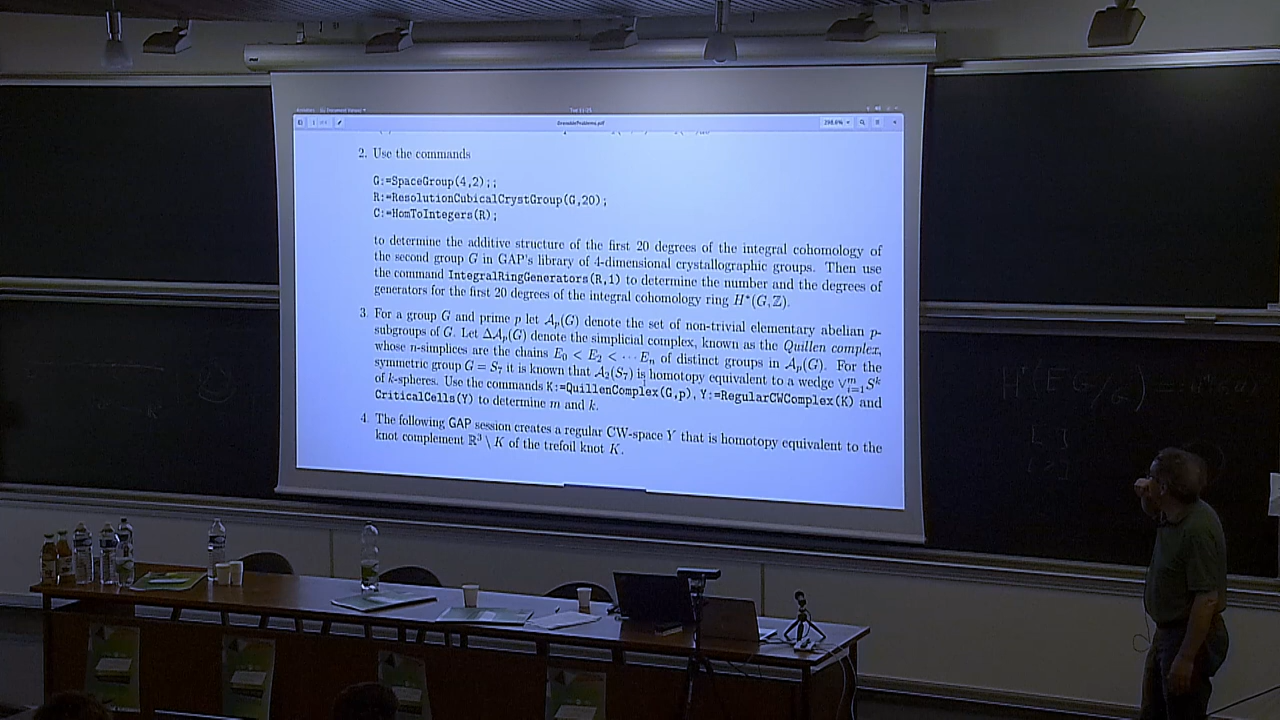 GrenobleProblems.pdf
2. Use the commands
G:=SpaceGroup(4,2);;
R:=ResolutionCubicalCrystGroup(G,20);
C:=HomToIntegers(R);
to determine the additive structure of the first 20 degrees of the integral cohomology of
the second group G in GAP's library of 4-dimensional crystallographic groups. Then use
the command IntegralRingGenerators(R,1) to determine the number and the degrees of
generators for the first 20 degrees of the integral cohomology ring H*(G,ℤ).
3. For a group G and prime p let 𝒜ₚ(G) denote the set of non-trivial elementary abelian p-
subgroups of G. Let Δ𝒜ₚ(G) denote the simplicial complex, known as the Quillen complex,
whose n-simplices are the chains E₀ < E₂ < ⋯ Eₙ of distinct groups in 𝒜ₚ(G). For the
symmetric group G = S₇ it is known that 𝒜₂(S₇) is homotopy equivalent to a wedge ∨ᵢ₌₁ᵐ Sᵏ
of k-spheres. Use the commands K:=QuillenComplex(G,p), Y:=RegularCWComplex(K) and
CriticalCells(Y) to determine m and k.
4. The following GAP session creates a regular CW-space Y that is homotopy equivalent to the
knot complement ℝ³ \ K of the trefoil knot K.